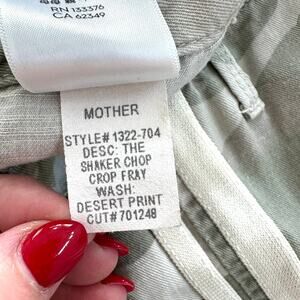 RN 133376
CA 62349
MOTHER
STYLE# 1322-704
DESC: THE
SHAKER CHOP
CROP FRAY
WASH:
DESERT PRINT
CUT# 701248